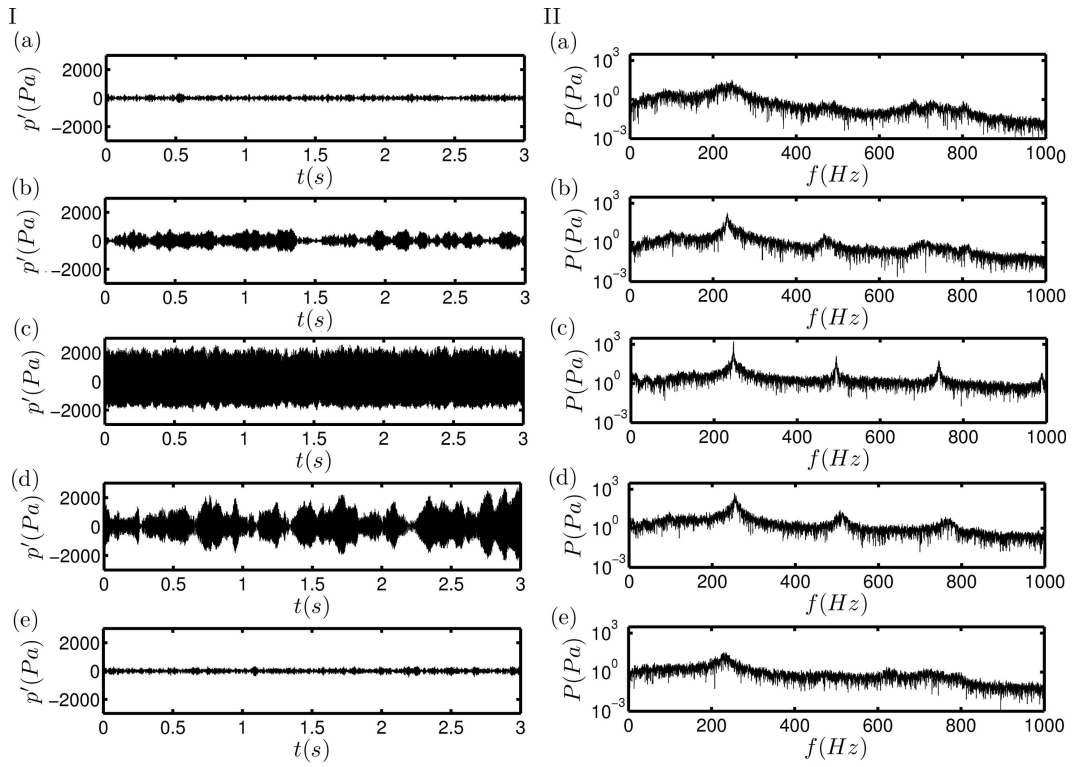 I II
(a) (a)
p'(Pa) 2000 0 −2000
0 0.5 1 1.5 2 2.5 3
t(s)
P(Pa) 10^3 10^0 10^−3
0 200 400 600 800 1000
f(Hz)
(b) (b)
p'(Pa) 2000 0 −2000
0 0.5 1 1.5 2 2.5 3
t(s)
P(Pa) 10^3 10^0 10^−3
0 200 400 600 800 1000
f(Hz)
(c) (c)
p'(Pa) 2000 0 −2000
0 0.5 1 1.5 2 2.5 3
t(s)
P(Pa) 10^3 10^0 10^−3
0 200 400 600 800 1000
f(Hz)
(d) (d)
p'(Pa) 2000 0 −2000
0 0.5 1 1.5 2 2.5 3
t(s)
P(Pa) 10^3 10^0 10^−3
0 200 400 600 800 1000
f(Hz)
(e) (e)
p'(Pa) 2000 0 −2000
0 0.5 1 1.5 2 2.5 3
t(s)
P(Pa) 10^3 10^0 10^−3
0 200 400 600 800 1000
f(Hz)